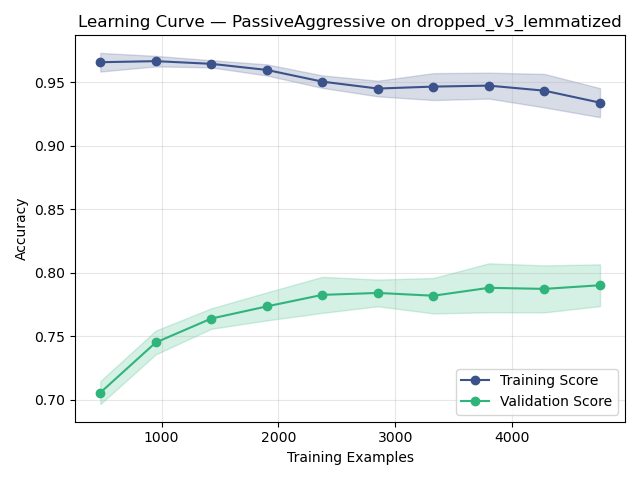 Learning Curve — PassiveAggressive on dropped_v3_lemmatized
Accuracy
0.95
0.90
0.85
0.80
0.75
0.70
1000
2000
3000
4000
Training Examples
Training Score
Validation Score